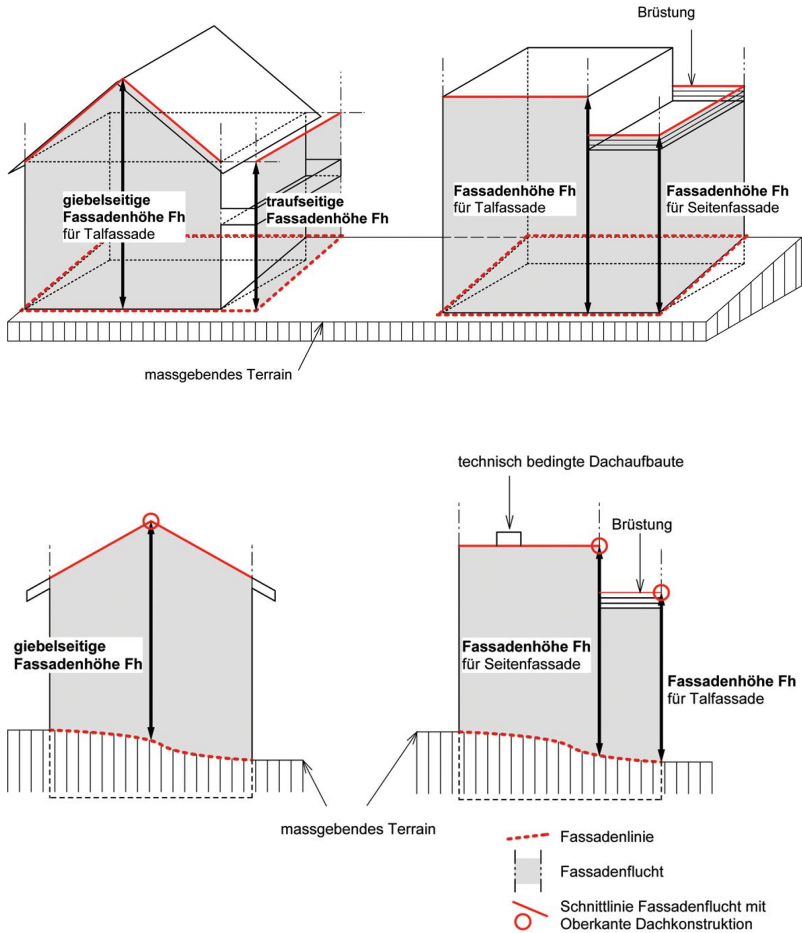 Brüstung
giebelseitige
Fassadenhöhe Fh
für Talfassade
traufseitige
Fassadenhöhe Fh
Fassadenhöhe Fh
für Talfassade
Fassadenhöhe Fh
für Seitenfassade
massgebendes Terrain
technisch bedingte Dachaufbaute
Brüstung
giebelseitige
Fassadenhöhe Fh
Fassadenhöhe Fh
für Seitenfassade
Fassadenhöhe Fh
für Talfassade
massgebendes Terrain
Fassadenlinie
Fassadenflucht
Schnittlinie Fassadenflucht mit
Oberkante Dachkonstruktion